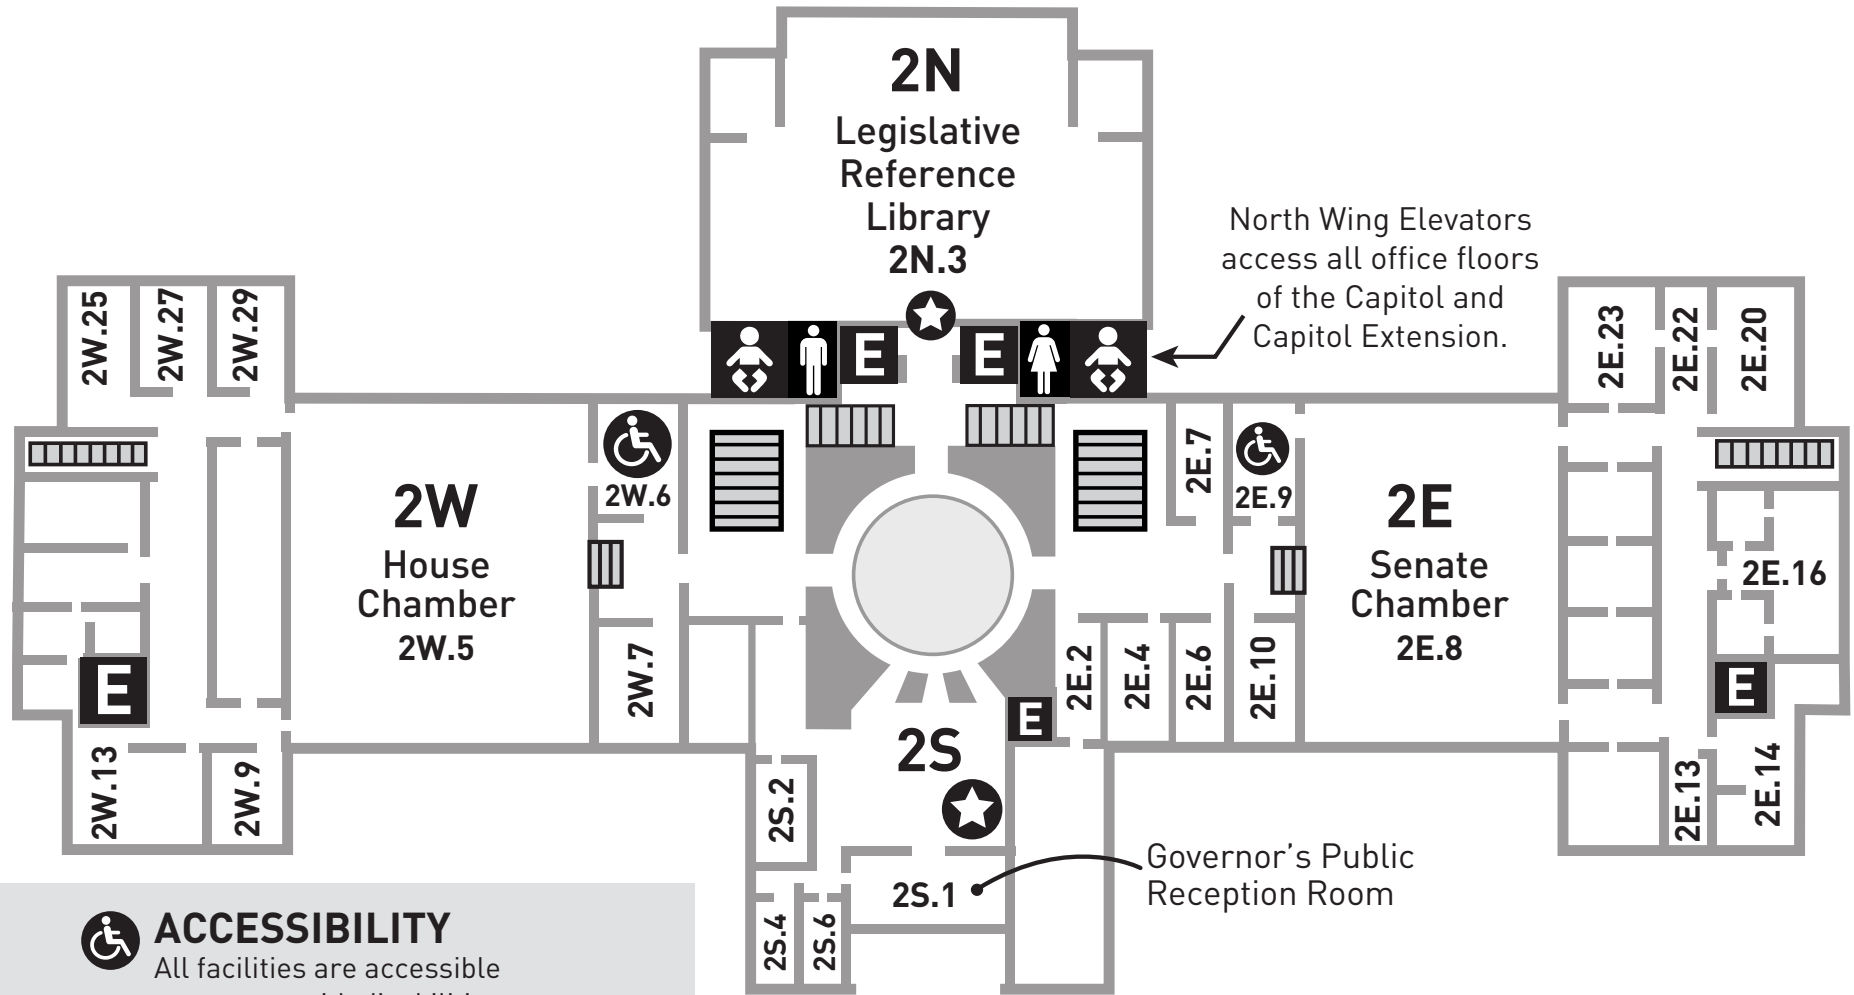 2N
Legislative
Reference
Library
2N.3
North Wing Elevators
access all office floors
of the Capitol and
Capitol Extension.
2W.25
2W.27
2W.29
E
E
2E.23
2E.22
2E.20
2W
House
Chamber
2W.5
2W.6
2W.7
2E.7
2E.9
2E
Senate
Chamber
2E.8
2E.16
E
2W.13
2W.9
2E.2
2E.4
2E.6
2E.10
E
E
2E.13
2E.14
2S
2S.2
2S.1
2S.4
2S.6
Governor’s Public
Reception Room
ACCESSIBILITY
All facilities are accessible